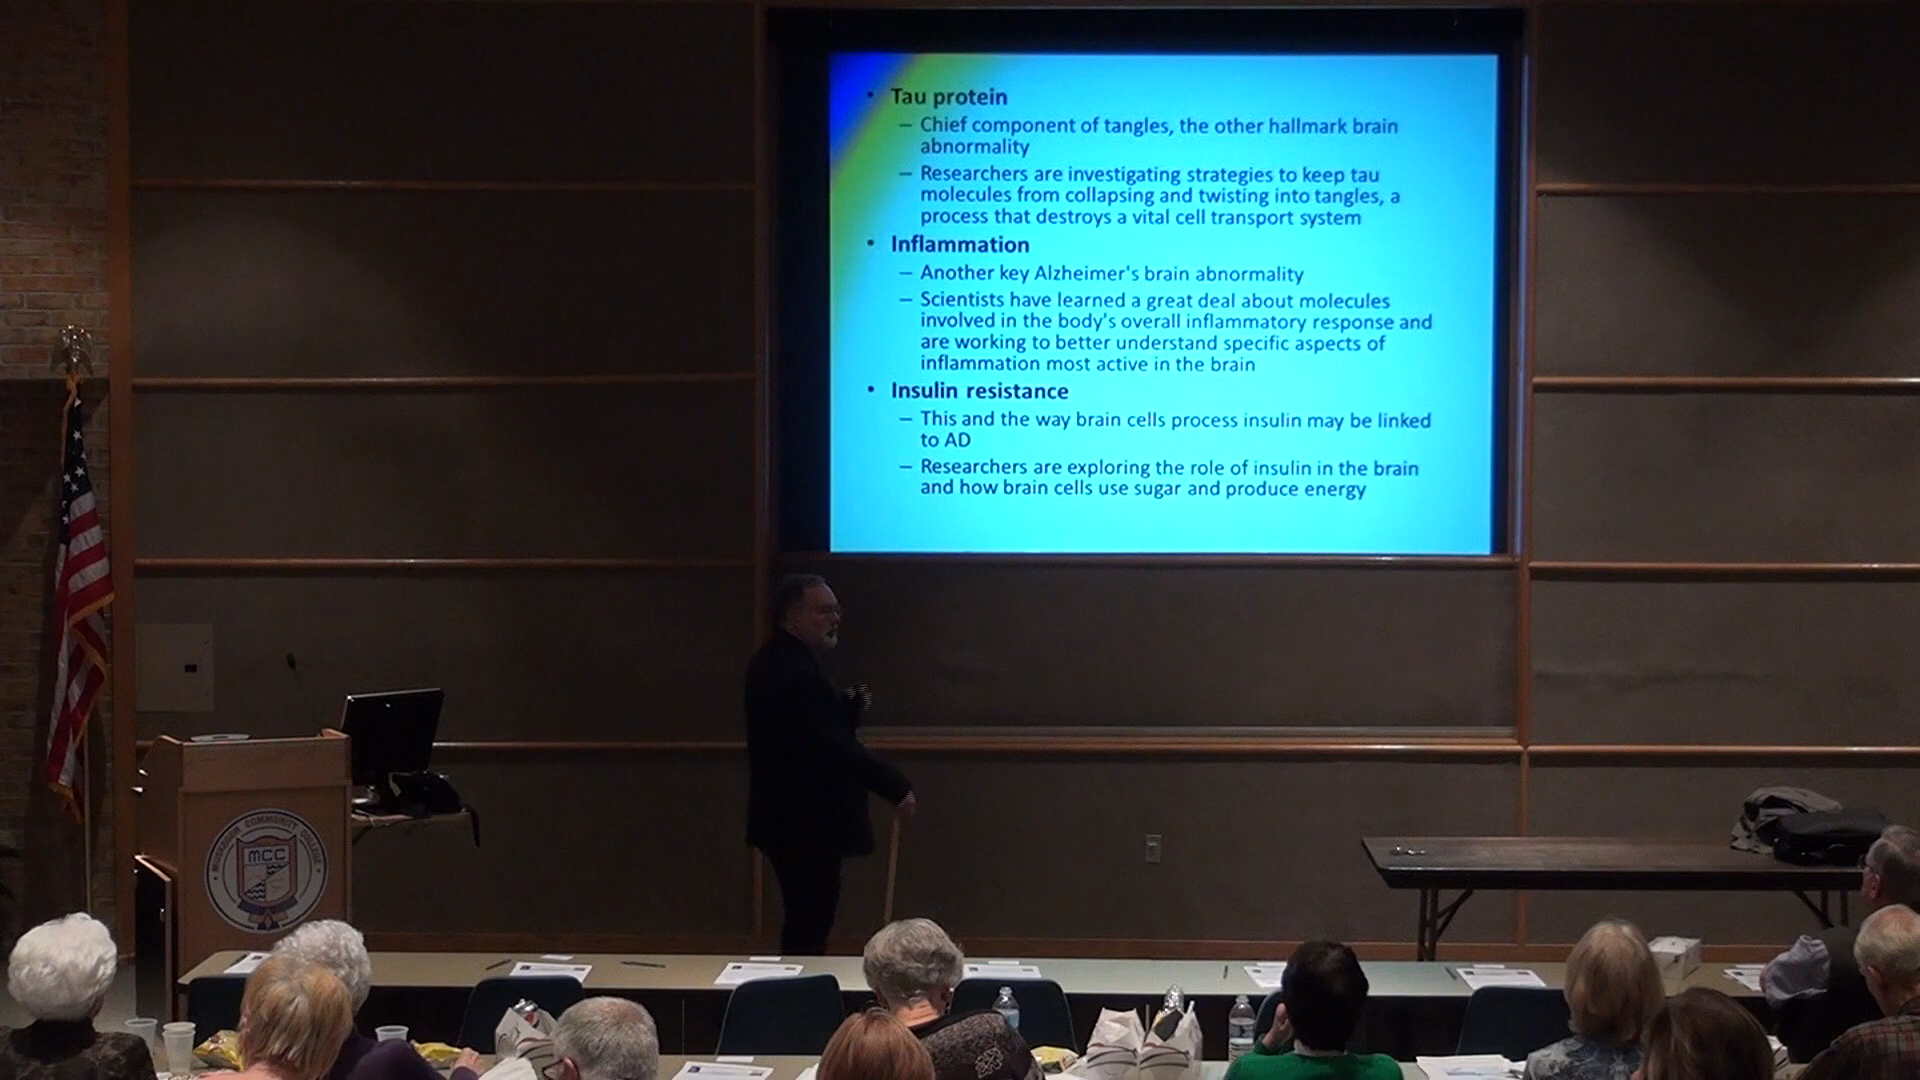 • Tau protein
– Chief component of tangles, the other hallmark brain
abnormality
– Researchers are investigating strategies to keep tau
molecules from collapsing and twisting into tangles, a
process that destroys a vital cell transport system
• Inflammation
– Another key Alzheimer's brain abnormality
– Scientists have learned a great deal about molecules
involved in the body's overall inflammatory response and
are working to better understand specific aspects of
inflammation most active in the brain
• Insulin resistance
– This and the way brain cells process insulin may be linked
to AD
– Researchers are exploring the role of insulin in the brain
and how brain cells use sugar and produce energy
MUSKEGON COMMUNITY COLLEGE
MCC